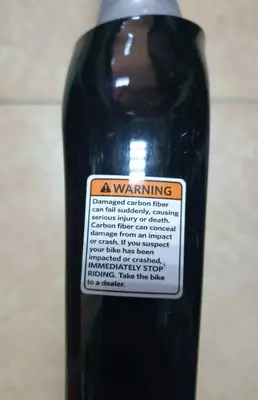 WARNING
Damaged carbon fiber
can fail suddenly, causing
serious injury or death.
Carbon fiber can conceal
damage from an impact
or crash. If you suspect
your bike has been
impacted or crashed,
IMMEDIATELY STOP
RIDING. Take the bike
to a dealer.